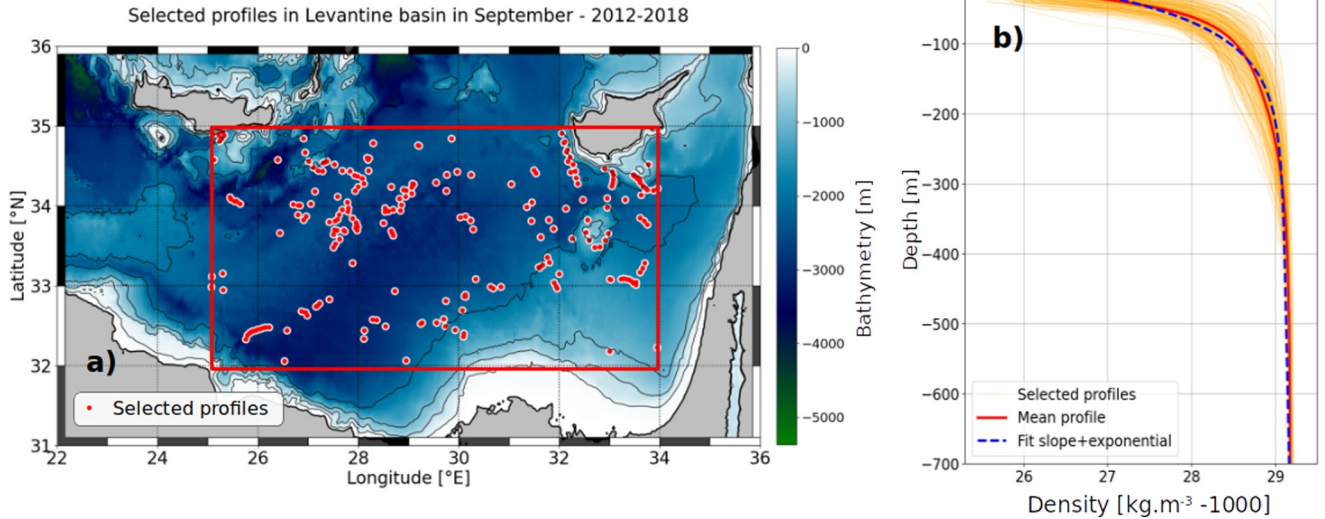 Selected profiles in Levantine basin in September - 2012-2018
36
35
34
33
32
31
Latitude [°N]
22
24
26
28
30
32
34
36
Longitude [°E]
a)
Selected profiles
0
−1000
−2000
−3000
−4000
−5000
Bathymetry [m]
b)
−100
−200
−300
−400
−500
−600
−700
Depth [m]
Selected profiles
Mean profile
Fit slope+exponential
26
27
28
29
Density [kg.m⁻³ -1000]